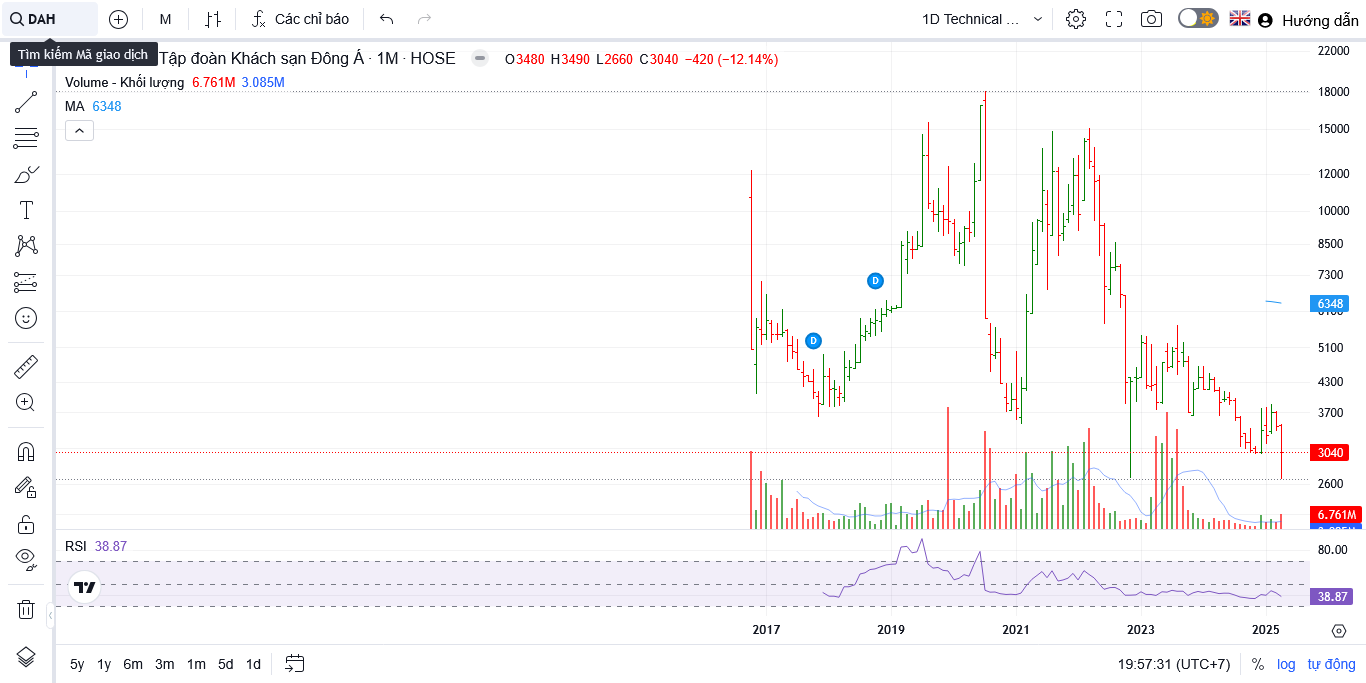 DAH
M
Các chỉ báo
1D Technical ...
Hướng dẫn
Tìm kiếm Mã giao dịch
Tập đoàn Khách sạn Đông Á · 1M · HOSE
O3480 H3490 L2660 C3040 −420 (−12.14%)
Volume - Khối lượng 6.761M 3.085M
MA 6348
22000
18000
15000
12000
10000
8500
7300
6348
5100
4300
3700
3040
2600
6.761M
D
D
RSI 38.87
80.00
38.87
2017 2019 2021 2023 2025
5y 1y 6m 3m 1m 5d 1d
19:57:31 (UTC+7) % log tự động